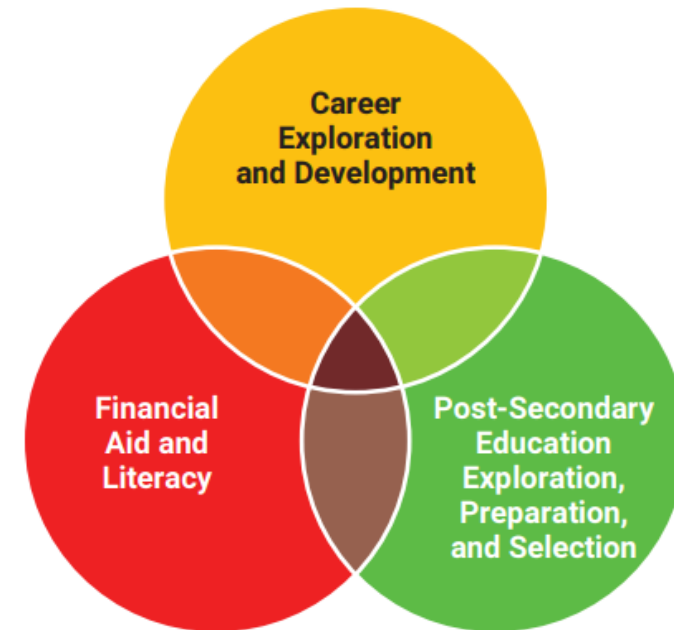 Career
Exploration
and Development
Financial
Aid and
Literacy
Post-Secondary
Education
Exploration,
Preparation,
and Selection